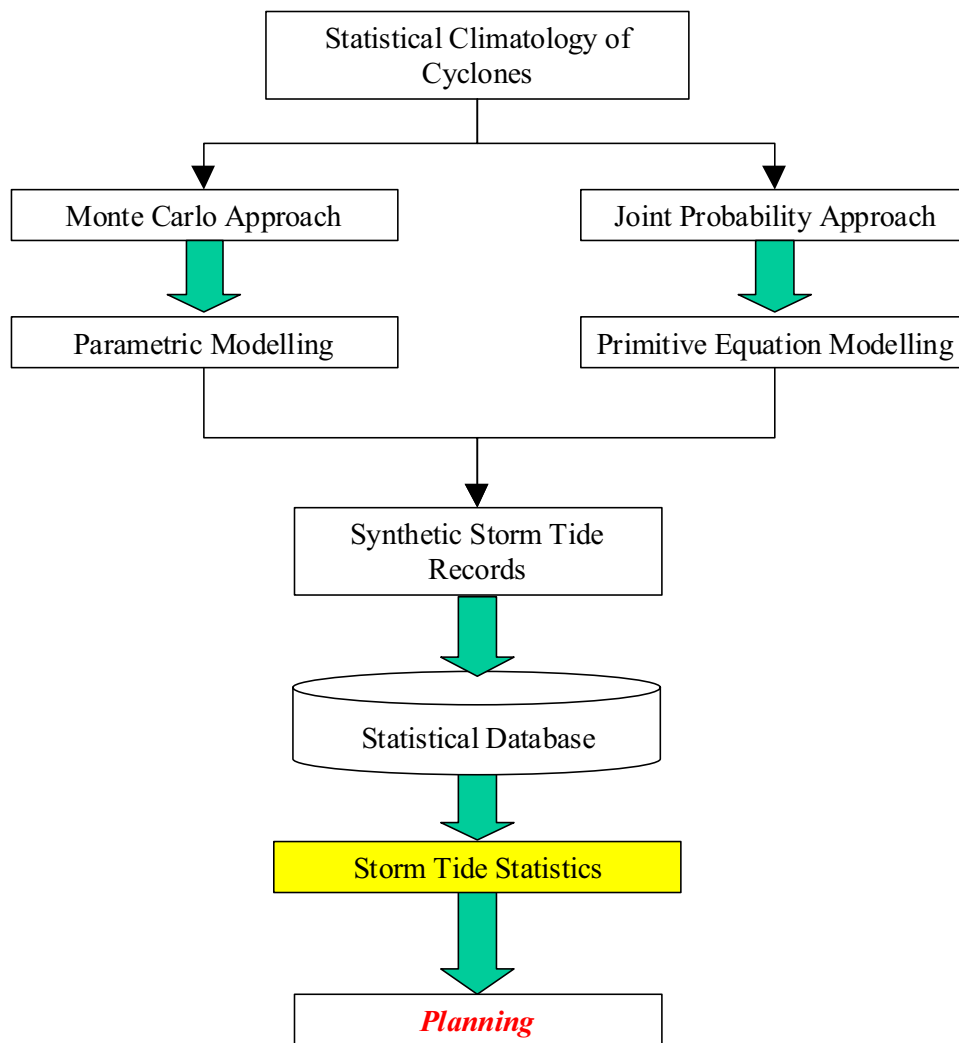 Statistical Climatology of
Cyclones
Monte Carlo Approach
Joint Probability Approach
Parametric Modelling
Primitive Equation Modelling
Synthetic Storm Tide
Records
Statistical Database
Storm Tide Statistics
Planning